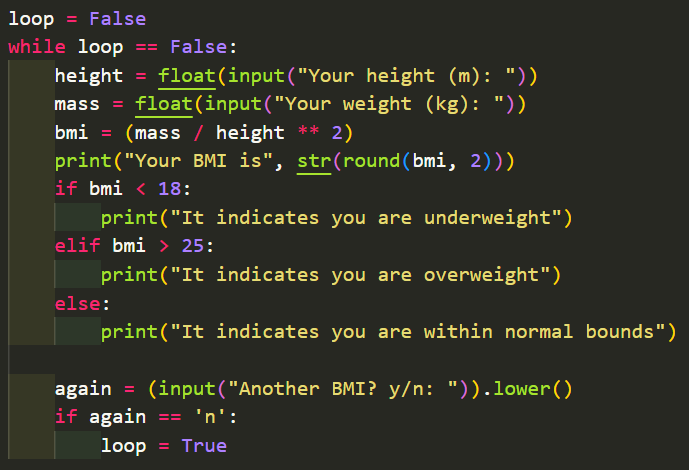 loop = False
while loop == False:
    height = float(input("Your height (m): "))
    mass = float(input("Your weight (kg): "))
    bmi = (mass / height ** 2)
    print("Your BMI is", str(round(bmi, 2)))
    if bmi < 18:
        print("It indicates you are underweight")
    elif bmi > 25:
        print("It indicates you are overweight")
    else:
        print("It indicates you are within normal bounds")

    again = (input("Another BMI? y/n: ")).lower()
    if again == 'n':
        loop = True